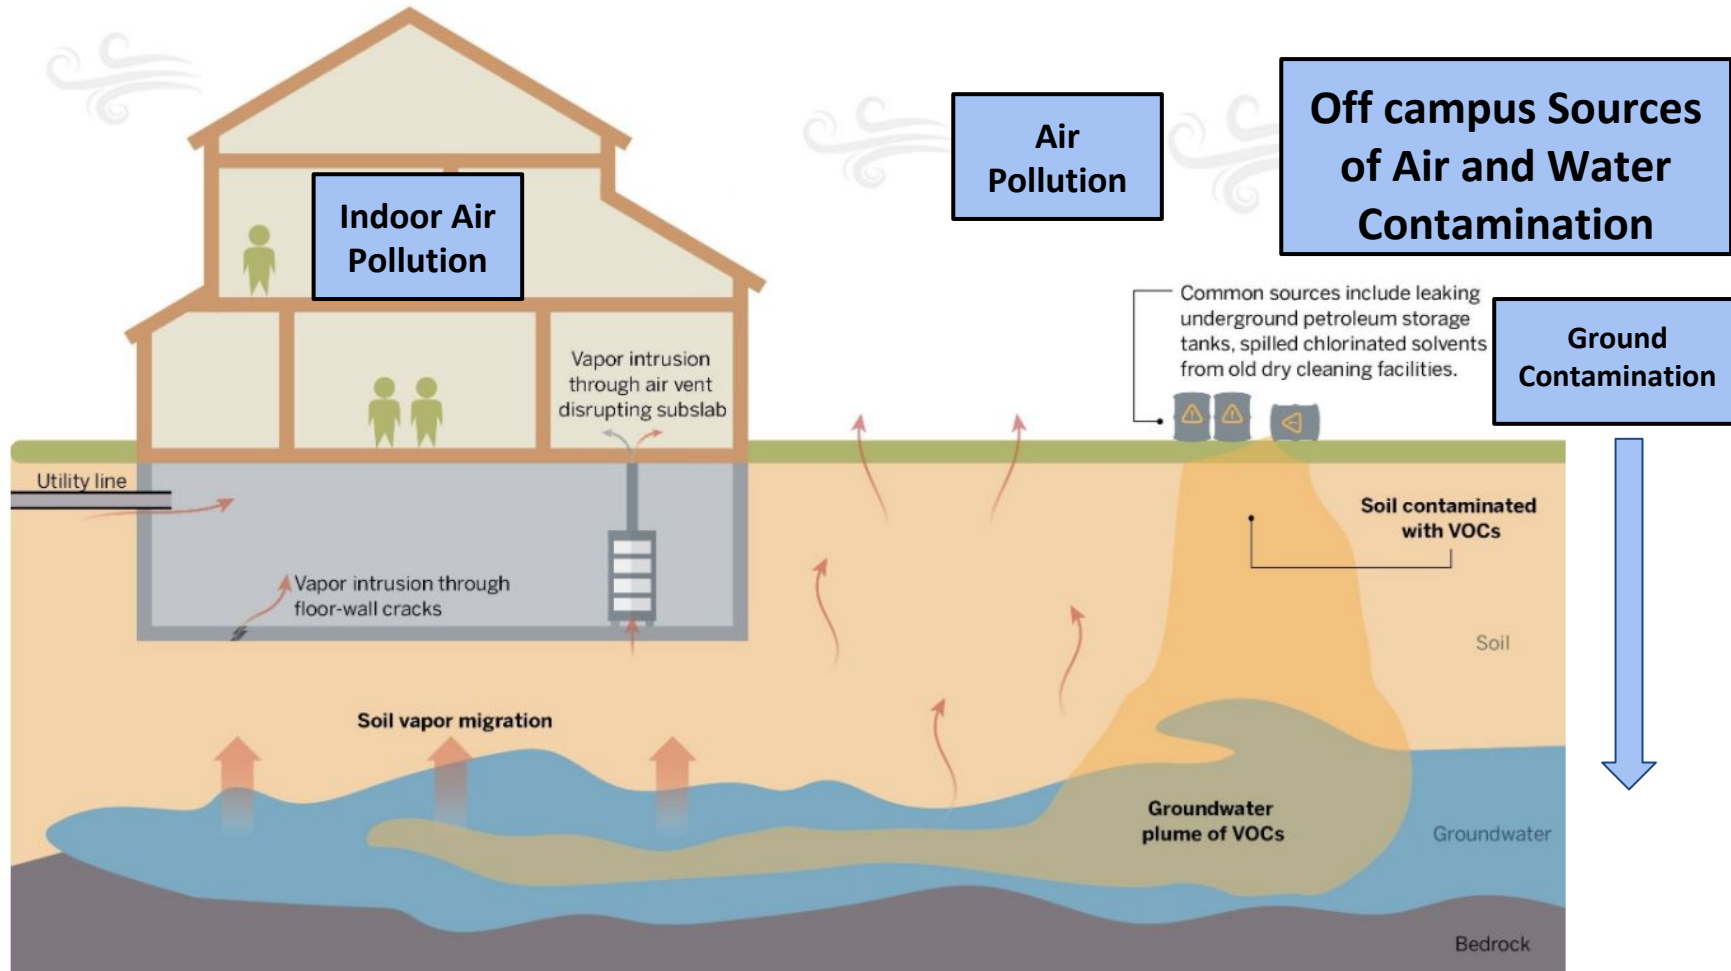 Off campus Sources
of Air and Water
Contamination
Air
Pollution
Indoor Air
Pollution
Common sources include leaking
underground petroleum storage
tanks, spilled chlorinated solvents
from old dry cleaning facilities.
Ground
Contamination
Vapor intrusion
through air vent
disrupting subslab
Utility line
Soil contaminated
with VOCs
Vapor intrusion through
floor-wall cracks
Soil
Soil vapor migration
Groundwater
plume of VOCs
Groundwater
Bedrock